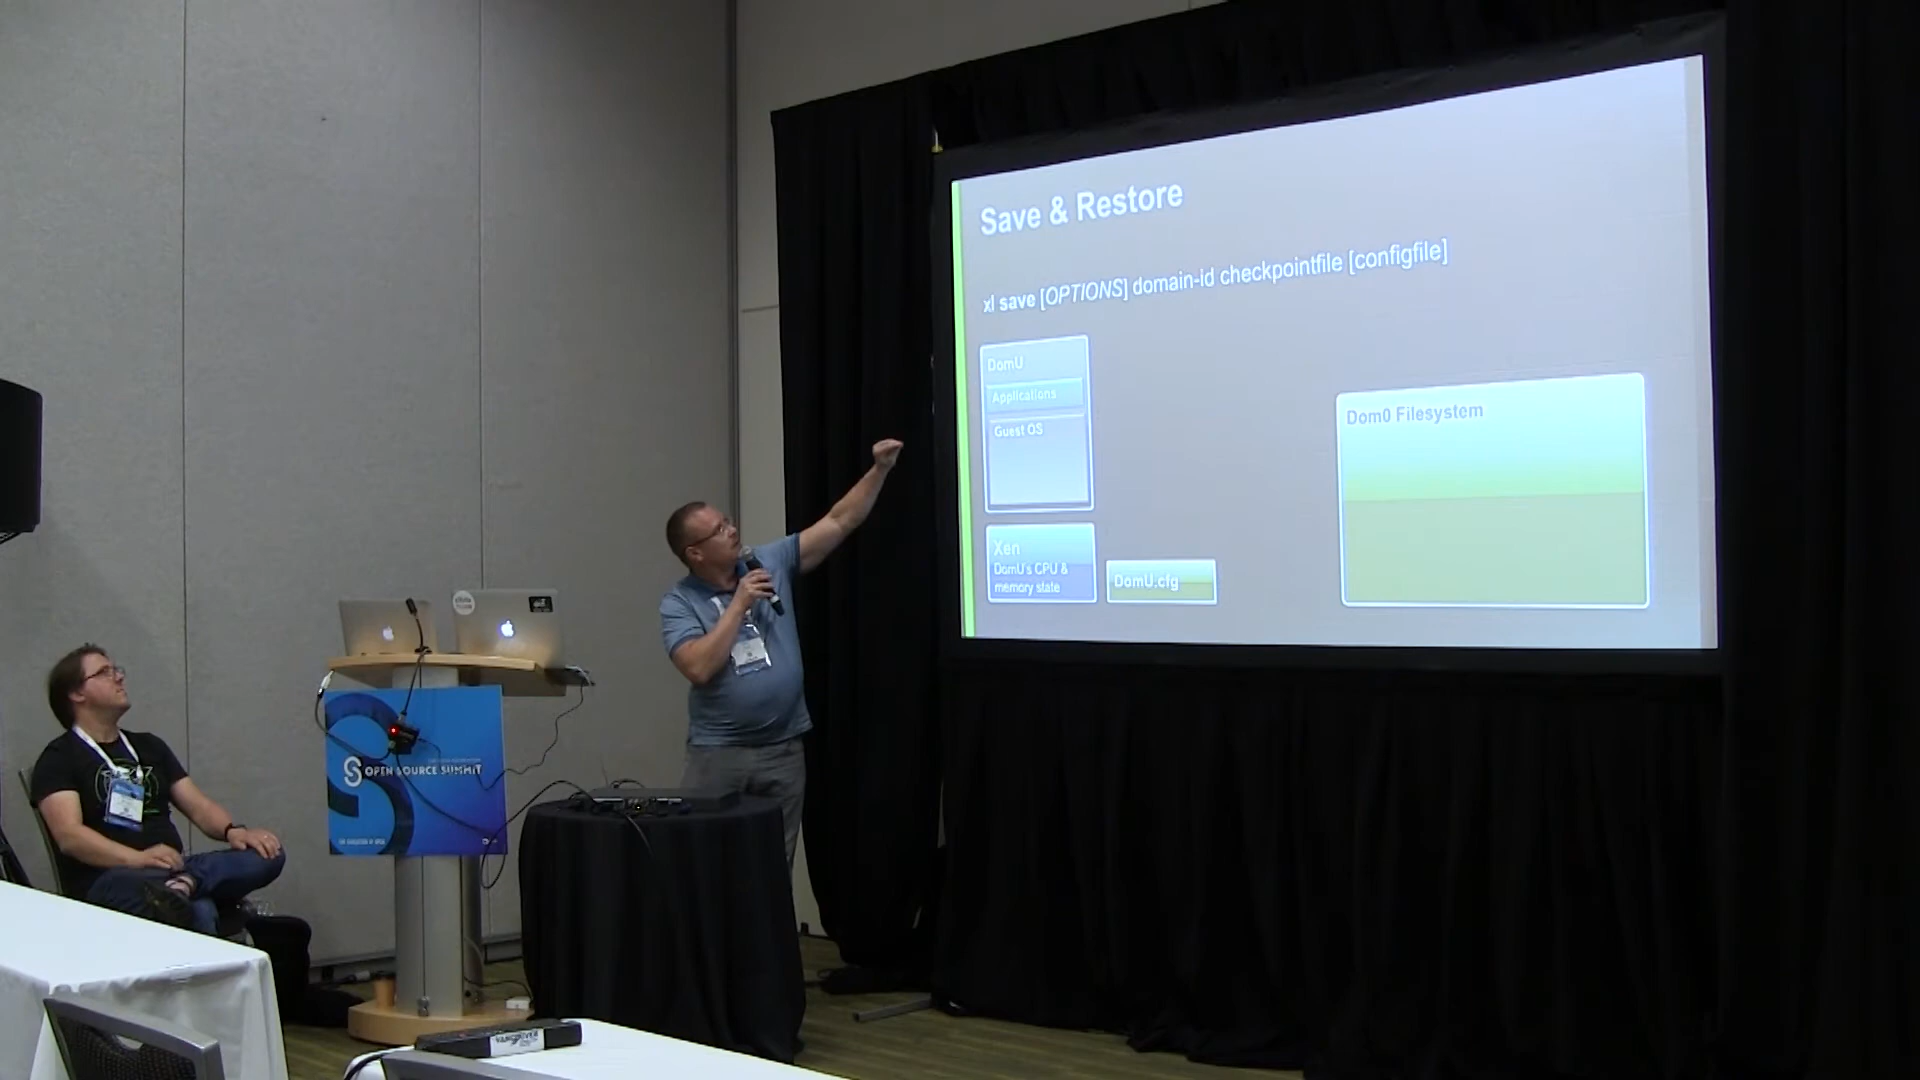 Save & Restore
xl save [OPTIONS] domain-id checkpointfile [configfile]
DomU
Applications
Guest OS
Dom0 Filesystem
Xen
DomU's CPU &
memory state
DomU.cfg
OPEN SOURCE SUMMIT
VANCOUVER